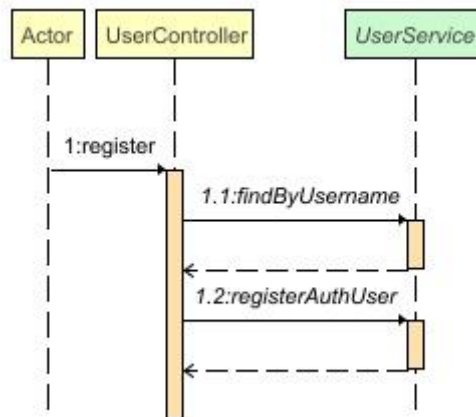 Actor
UserController
UserService
1:register
1.1:findByUsername
1.2:registerAuthUser